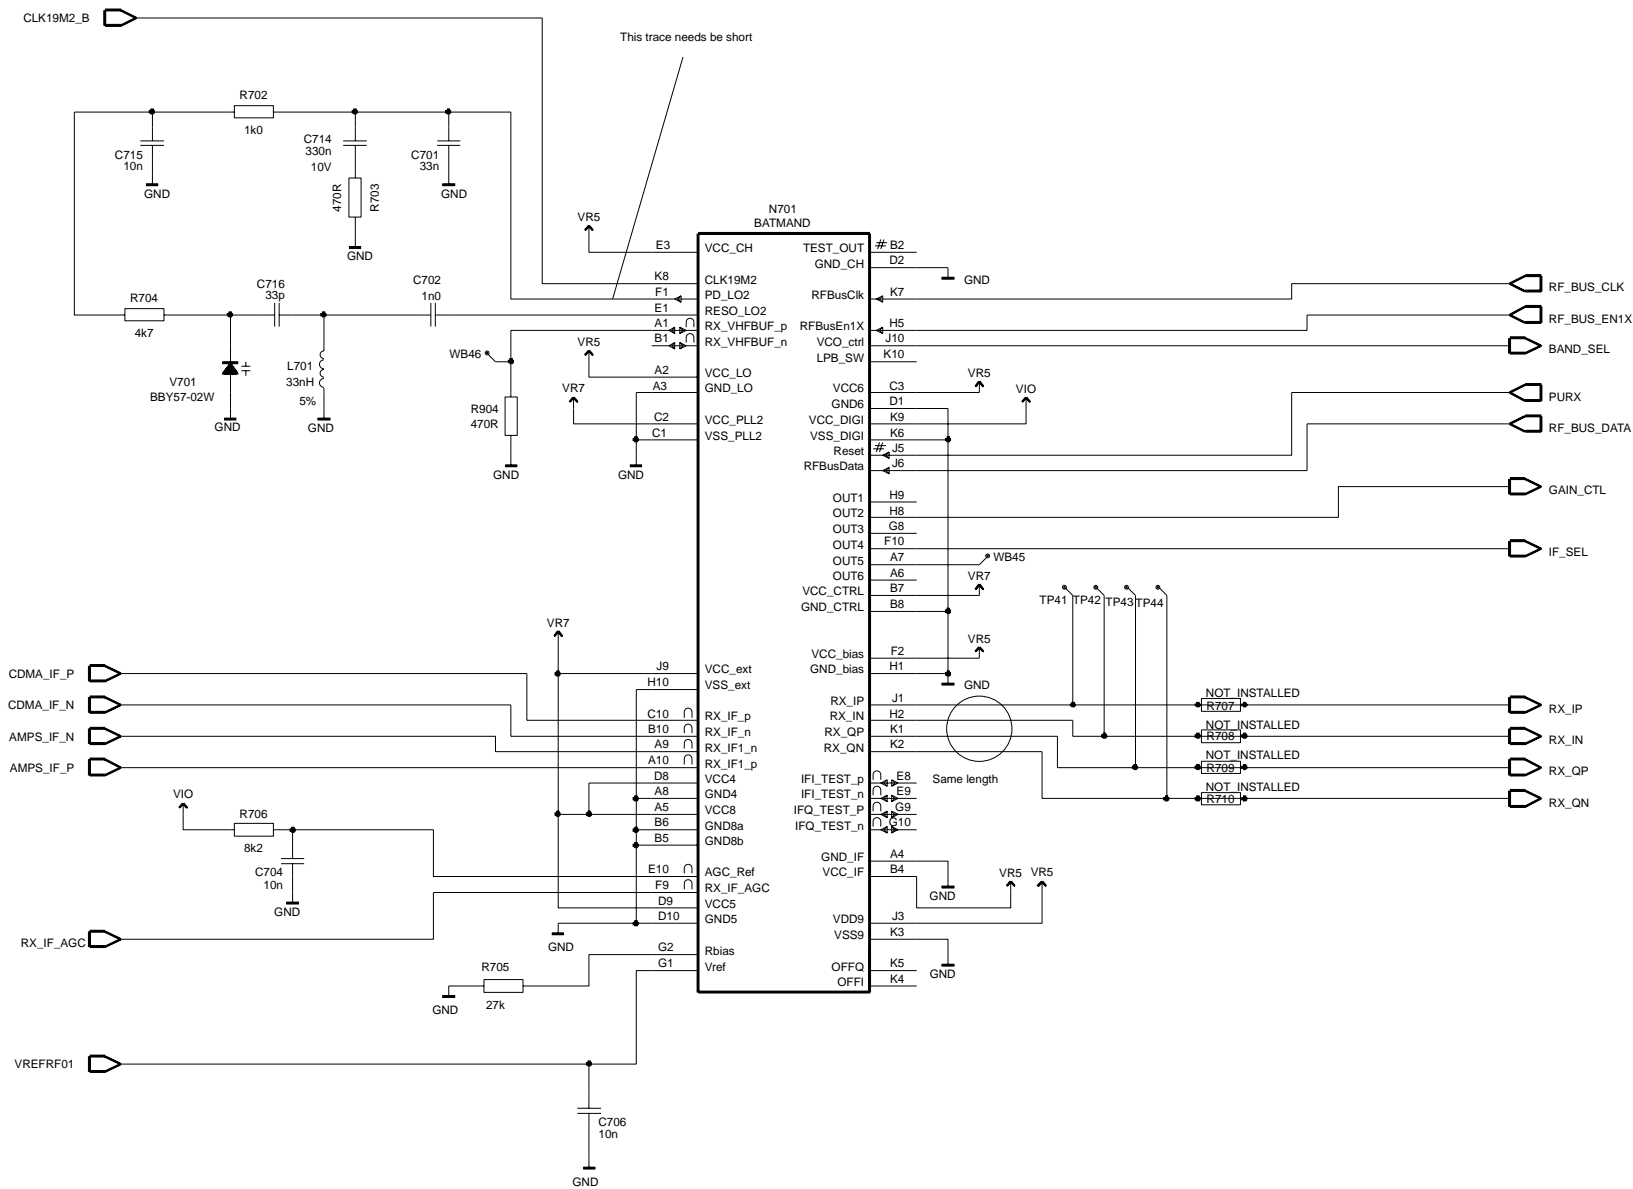 CLK19M2_B
This trace needs be short
R702
1k0
C715
10n
GND
C714
330n
10V
470R
R703
GND
C701
33n
GND
R704
4k7
C716
33p
C702
1n0
V701
BBY57-02W
GND
L701
33nH
5%
GND
WB46
R904
470R
GND
VR5
VR5
VR7
GND
N701
BATMAND
E3 VCC_CH
K8 CLK19M2
F1 PD_LO2
E1 RESO_LO2
A1 RX_VHFBUF_p
B1 RX_VHFBUF_n
A2 VCC_LO
A3 GND_LO
C2 VCC_PLL2
C1 VSS_PLL2
VR7
J9 VCC_ext
H10 VSS_ext
C10 RX_IF_p
B10 RX_IF_n
A9 RX_IF1_n
A10 RX_IF1_p
D8 VCC4
A8 GND4
A5 VCC8
B6 GND8a
B5 GND8b
E10 AGC_Ref
F9 RX_IF_AGC
D9 VCC5
D10 GND5
G2 Rbias
G1 Vref
CDMA_IF_P
CDMA_IF_N
AMPS_IF_N
AMPS_IF_P
VIO
R706
8k2
C704
10n
GND
RX_IF_AGC
GND
R705
27k
GND
VREFRF01
C706
10n
GND
TEST_OUT # B2
GND_CH D2
GND
RFBusClk K7
RFBusEn1X H5
VCO_ctrl J10
LPB_SW K10
VCC6 C3
VR5
GND6 D1
VIO
VCC_DIGI K9
VSS_DIGI K6
Reset # J5
RFBusData J6
OUT1 H9
OUT2 H8
OUT3 G8
OUT4 F10
OUT5 A7
WB45
OUT6 A6
VCC_CTRL B7
VR7
GND_CTRL B8
VCC_bias F2
VR5
GND_bias H1
GND
RX_IP J1
RX_IN H2
RX_QP K1
RX_QN K2
Same length
IFI_TEST_p E8
IFI_TEST_n E9
IFQ_TEST_P G9
IFQ_TEST_n G10
GND_IF A4
VCC_IF B4
GND
VR5
VR5
VDD9 J3
VSS9 K3
GND
OFFQ K5
OFFI K4
TP41
TP42
TP43
TP44
NOT_INSTALLED
R707
NOT_INSTALLED
R708
NOT_INSTALLED
R709
NOT_INSTALLED
R710
RF_BUS_CLK
RF_BUS_EN1X
BAND_SEL
PURX
RF_BUS_DATA
GAIN_CTL
IF_SEL
RX_IP
RX_IN
RX_QP
RX_QN